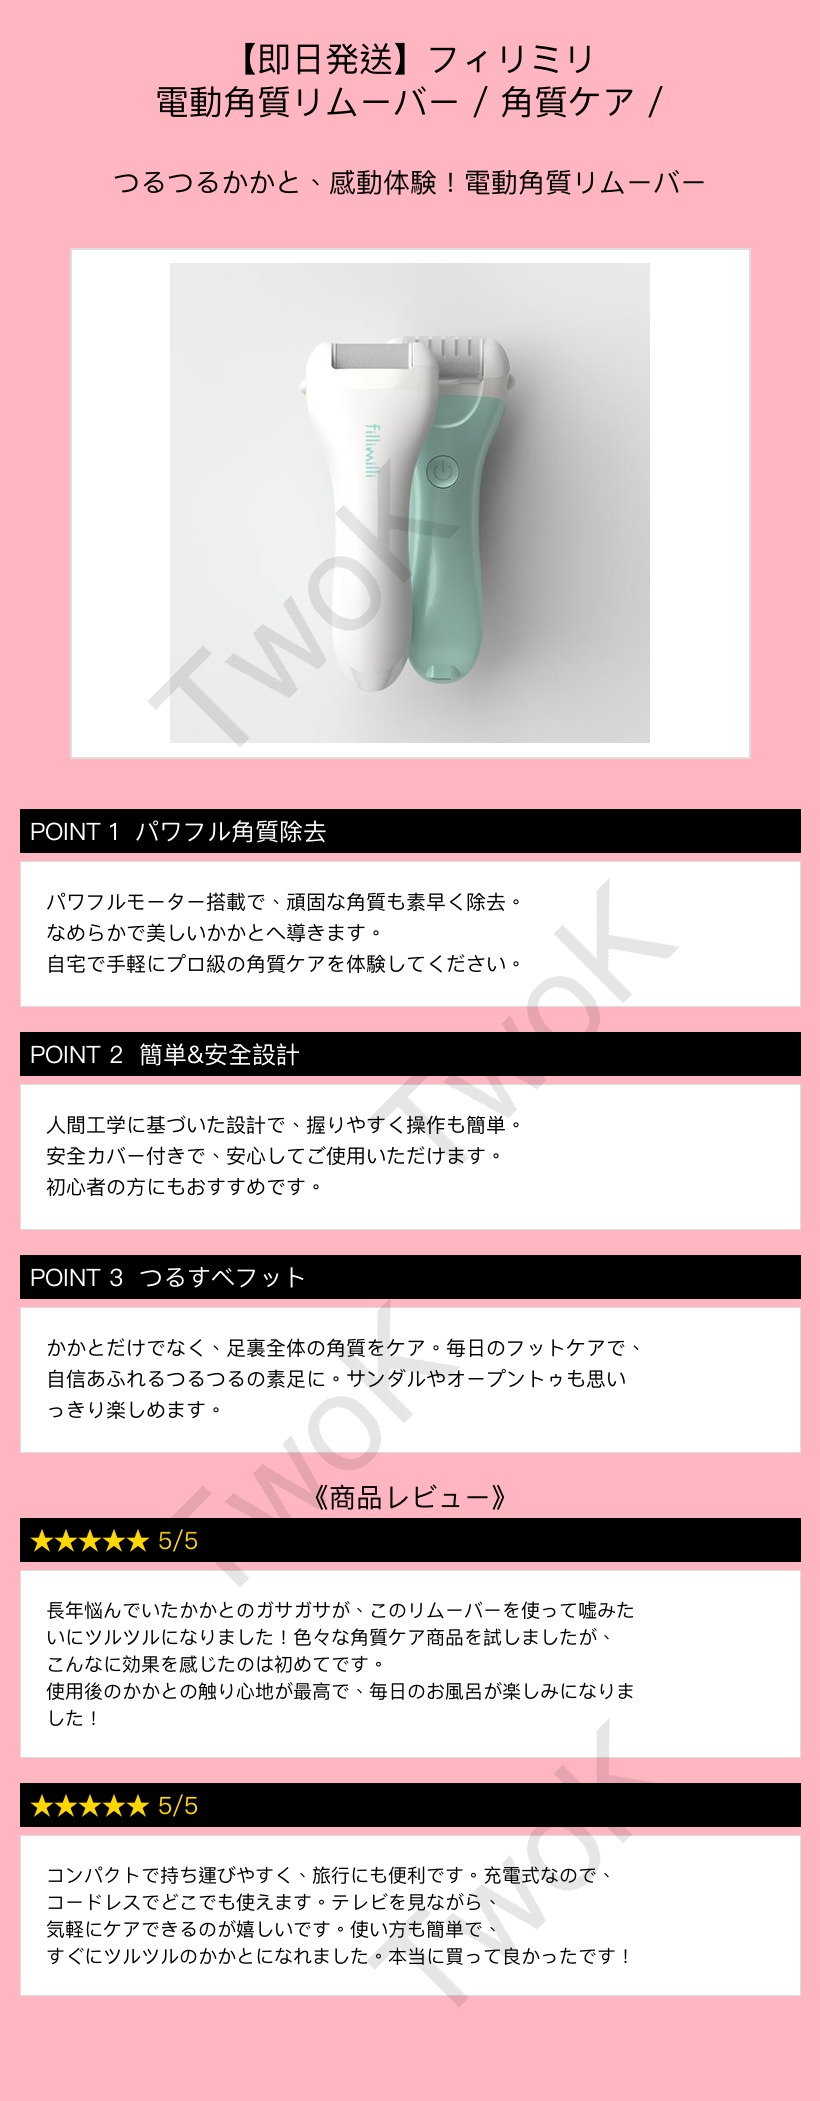 【即日発送】フィリミリ
電動角質リムーバー / 角質ケア /
つるつるかかと、感動体験！電動角質リムーバー
fillimilli
TwoK
POINT 1 パワフル角質除去
パワフルモーター搭載で、頑固な角質も素早く除去。
なめらかで美しいかかとへ導きます。
自宅で手軽にプロ級の角質ケアを体験してください。
TwoK
POINT 2 簡単&安全設計
人間工学に基づいた設計で、握りやすく操作も簡単。
安全カバー付きで、安心してご使用いただけます。
初心者の方にもおすすめです。
POINT 3 つるすべフット
かかとだけでなく、足裏全体の角質をケア。毎日のフットケアで、
自信あふれるつるつるの素足に。サンダルやオープントゥも思い
っきり楽しめます。
TwoK
《商品レビュー》
★★★★★ 5/5
長年悩んでいたかかとのガサガサが、このリムーバーを使って嘘みた
いにツルツルになりました！色々な角質ケア商品を試しましたが、
こんなに効果を感じたのは初めてです。
使用後のかかとの触り心地が最高で、毎日のお風呂が楽しみになりま
した！
TwoK
★★★★★ 5/5
コンパクトで持ち運びやすく、旅行にも便利です。充電式なので、
コードレスでどこでも使えます。テレビを見ながら、
気軽にケアできるのが嬉しいです。使い方も簡単で、
すぐにツルツルのかかとになれました。本当に買って良かったです！